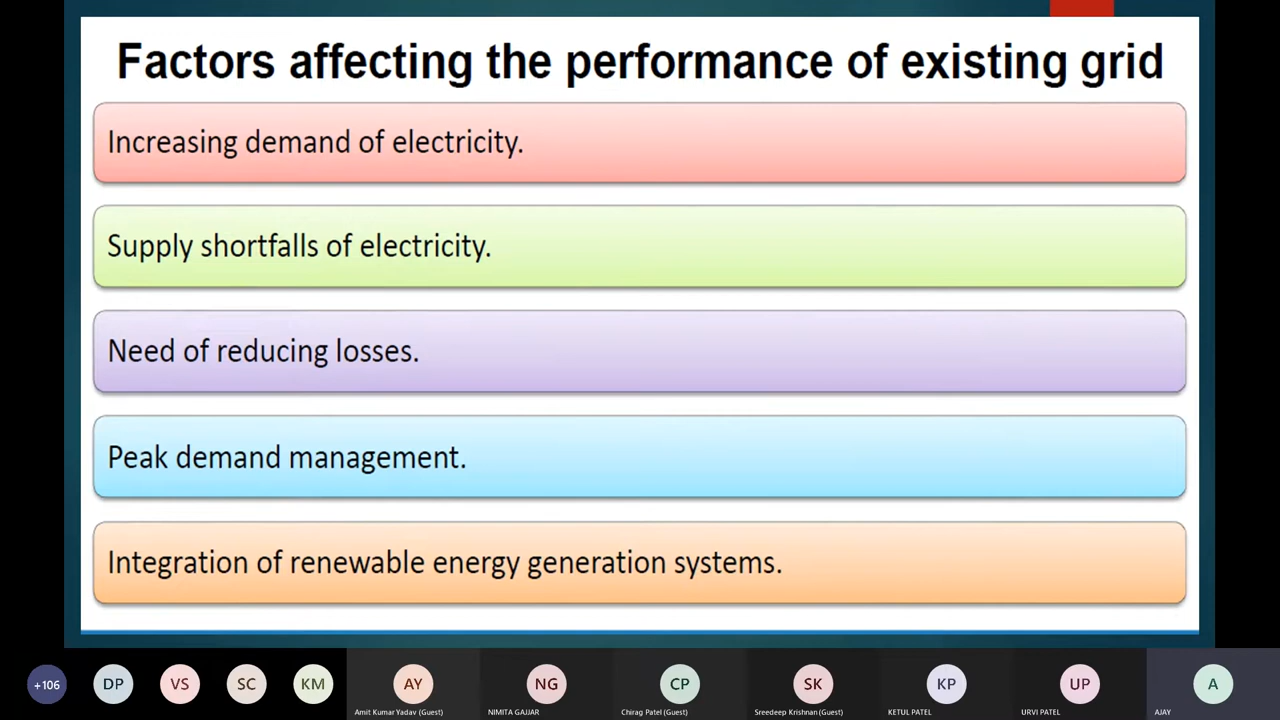 Factors affecting the performance of existing grid
Increasing demand of electricity.
Supply shortfalls of electricity.
Need of reducing losses.
Peak demand management.
Integration of renewable energy generation systems.
+106
DP
VS
SC
KM
AY
NG
CP
SK
KP
UP
A
Amit Kumar Yadav (Guest)
NIMITA GAJJAR
Chirag Patel (Guest)
Sreedeep Krishnan (Guest)
KETUL PATEL
URVI PATEL
AJAY